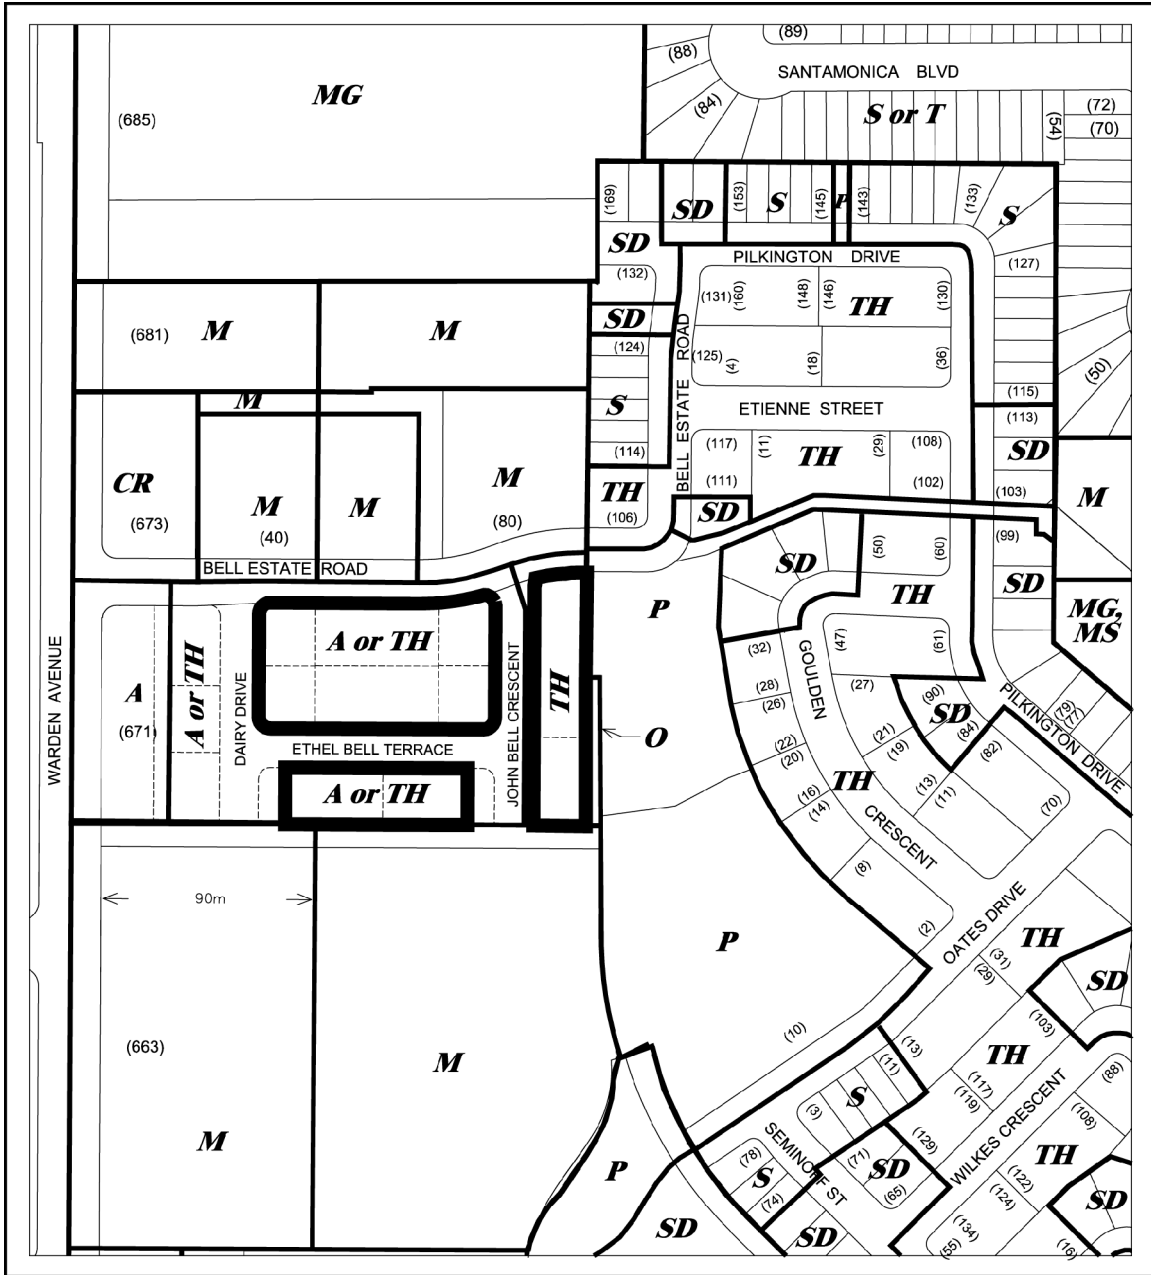 (89)
(88)
SANTAMONICA BLVD
MG
(685)
(84)
S or T
(54)
(72)
(70)
(169)
SD
(153)
S
(145)
P
(143)
(133)
S
SD
PILKINGTON DRIVE
(127)
(132)
(131)
(160)
(148)
(146)
TH
(130)
(681)
M
M
SD
BELL ESTATE ROAD
(124)
(125)
(4)
(18)
(36)
(50)
(115)
M
S
ETIENNE STREET
(113)
(114)
(117)
(11)
TH
(29)
(108)
SD
CR
M
M
M
TH
(111)
(102)
(103)
M
(673)
(40)
(80)
(106)
SD
(50)
(60)
(99)
BELL ESTATE ROAD
SD
TH
SD
MG,
MS
P
WARDEN AVENUE
A or TH
A or TH
A
(671)
DAIRY DRIVE
JOHN BELL CRESCENT
TH
(32)
(47)
(61)
GOULDEN
CRESCENT
(28)
(26)
(27)
(90)
SD
(84)
PILKINGTON DRIVE
(79)
(77)
O
ETHEL BELL TERRACE
(22)
(20)
(21)
(19)
(82)
A or TH
(16)
(14)
TH
(13)
(11)
(70)
(8)
90m
(2)
OATES DRIVE
P
TH
(31)
(29)
SD
(663)
M
(10)
(13)
(11)
(103)
TH
(117)
(119)
(88)
M
S
(3)
(129)
WILKES CRESCENT
(108)
SEMINOFF ST
(78)
(71)
SD
(65)
TH
(122)
(124)
P
S
(74)
SD
SD
SD
(134)
(55)
(16)